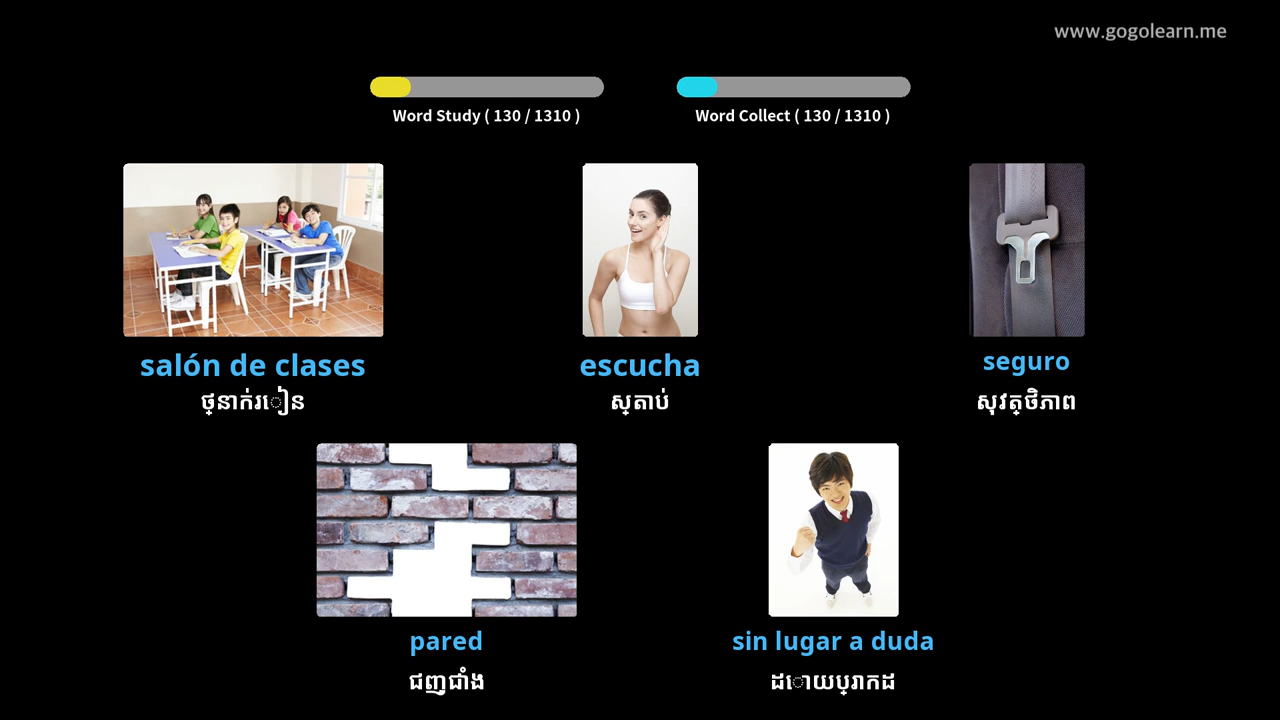 www.gogolearn.me
Word Study ( 130 / 1310 )
Word Collect ( 130 / 1310 )
salón de clases
ថ្នាក់រៀន
escucha
ស្តាប់
seguro
សុវត្ថិភាព
pared
ជញ្ជាំង
sin lugar a duda
ដោយប្រាកដ